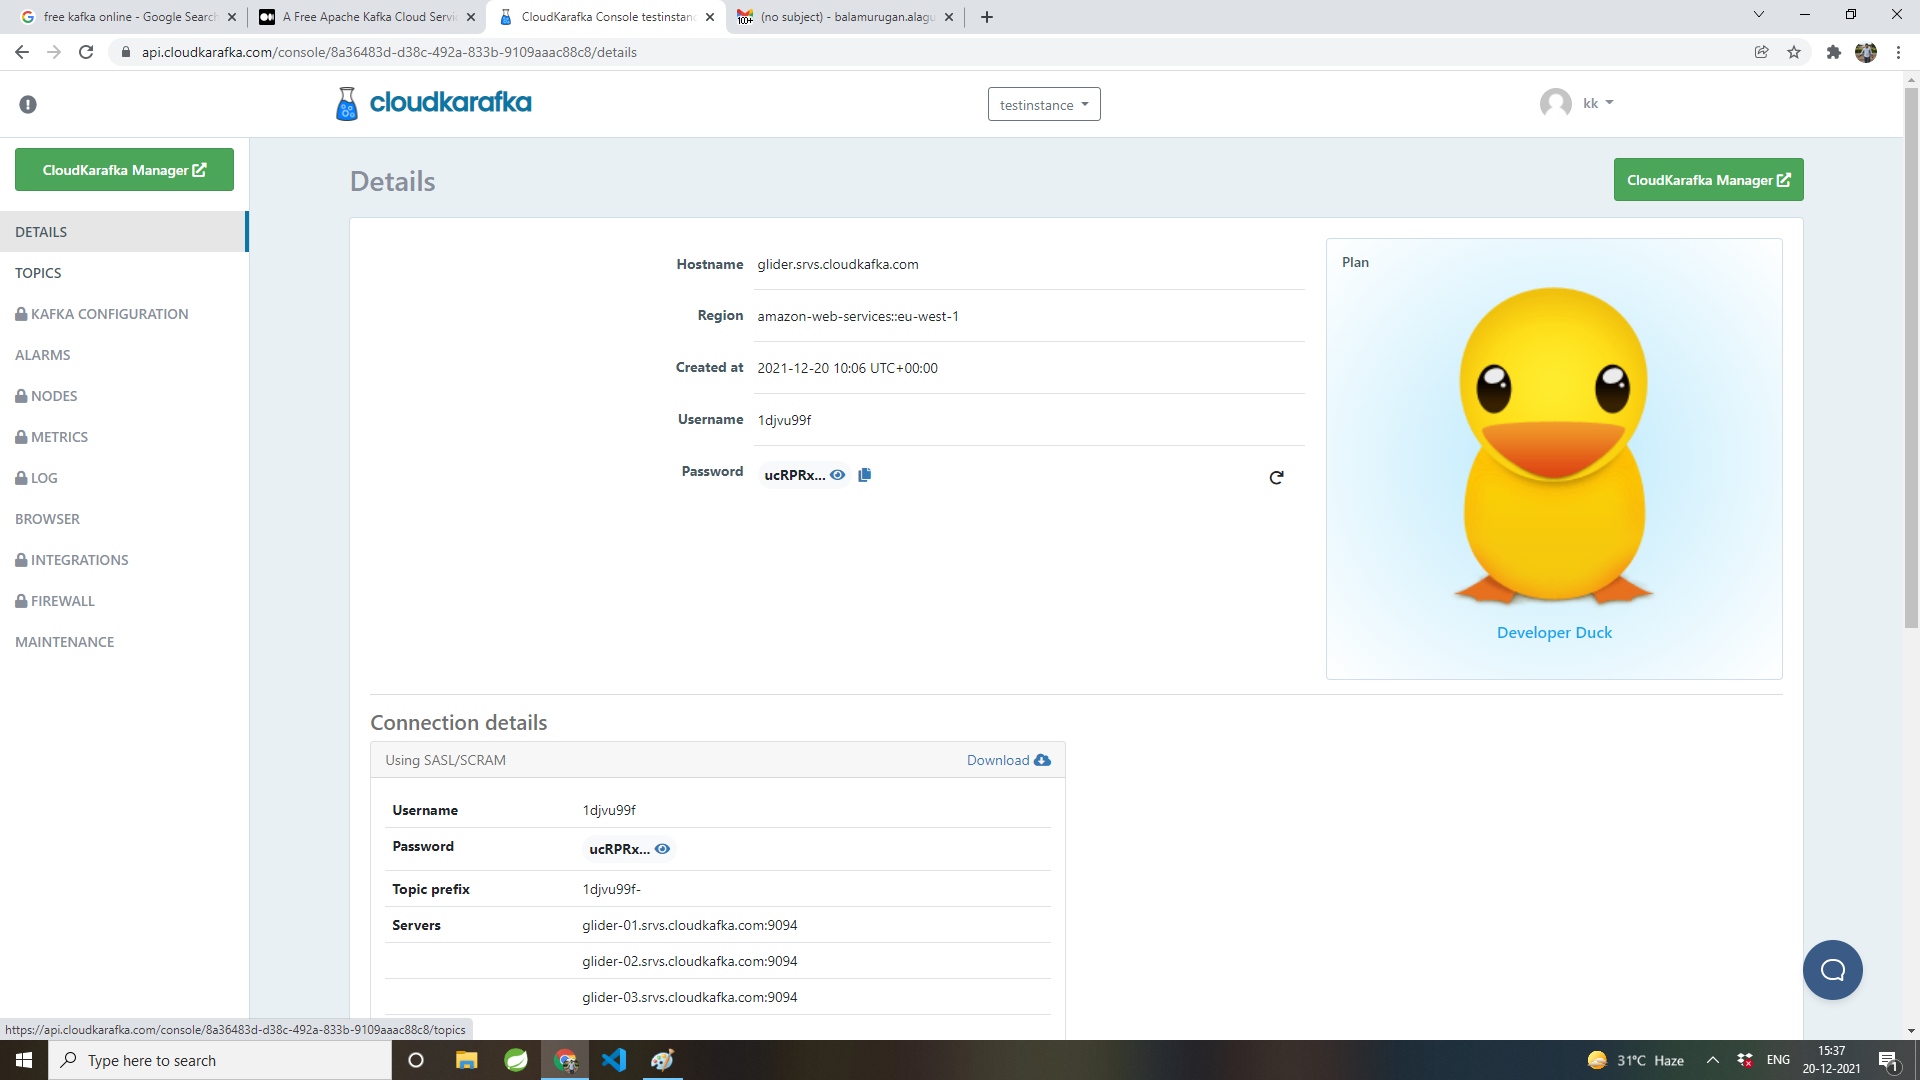 free kafka online - Google Search
A Free Apache Kafka Cloud Servic
CloudKarafka Console testinstanc
(no subject) - balamurugan.alagu
api.cloudkarafka.com/console/8a36483d-d38c-492a-833b-9109aaac88c8/details
cloudkarafka
testinstance
kk
CloudKarafka Manager
DETAILS
TOPICS
KAFKA CONFIGURATION
ALARMS
NODES
METRICS
LOG
BROWSER
INTEGRATIONS
FIREWALL
MAINTENANCE
Details
CloudKarafka Manager
Hostname glider.srvs.cloudkafka.com
Region amazon-web-services::eu-west-1
Created at 2021-12-20 10:06 UTC+00:00
Username 1djvu99f
Password ucRPRx...
Plan
Developer Duck
Connection details
Using SASL/SCRAM Download
Username 1djvu99f
Password ucRPRx...
Topic prefix 1djvu99f-
Servers glider-01.srvs.cloudkafka.com:9094
glider-02.srvs.cloudkafka.com:9094
glider-03.srvs.cloudkafka.com:9094
https://api.cloudkarafka.com/console/8a36483d-d38c-492a-833b-9109aaac88c8/topics
Type here to search
31°C Haze
ENG
15:37
20-12-2021
1